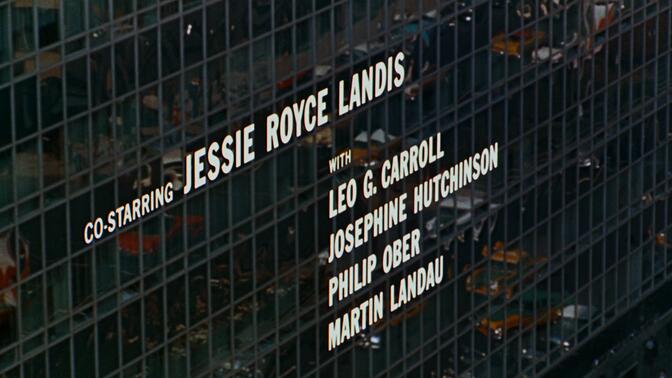 CO-STARRING JESSIE ROYCE LANDIS
WITH
LEO G. CARROLL
JOSEPHINE HUTCHINSON
PHILIP OBER
MARTIN LANDAU